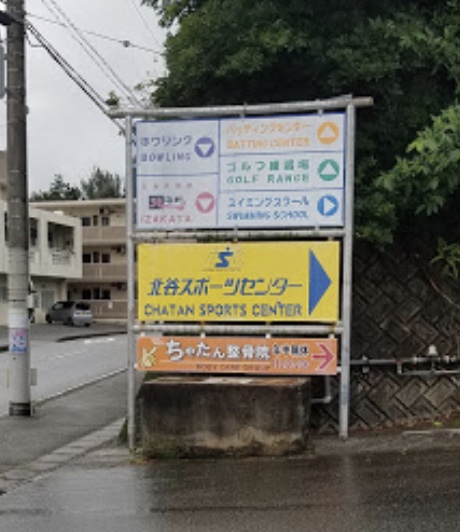 ボウリング
BOWLING
IZAKAYA
バッティングセンター
BATTING CENTER
ゴルフ練習場
GOLF RANGE
スイミングスクール
SWIMMING SCHOOL
S
北谷スポーツセンター
CHATAN SPORTS CENTER
ちゃたん整骨院
BODY CARE GROUP